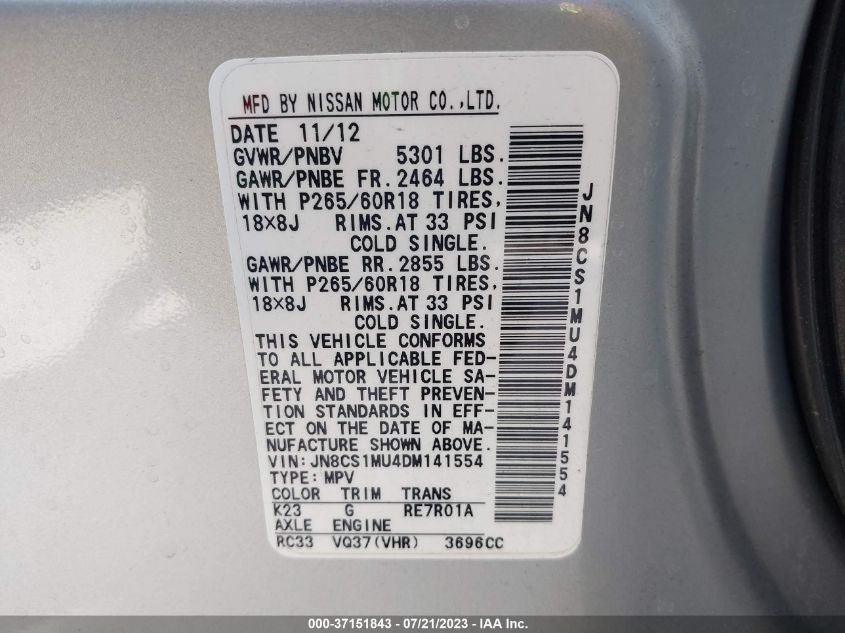 MFD BY NISSAN MOTOR CO.,LTD.
DATE 11/12
GVWR/PNBV 5301 LBS.
GAWR/PNBE FR. 2464 LBS.
WITH P265/60R18 TIRES,
18X8J RIMS.AT 33 PSI
COLD SINGLE.
GAWR/PNBE RR. 2855 LBS.
WITH P265/60R18 TIRES,
18X8J RIMS.AT 33 PSI
COLD SINGLE.
THIS VEHICLE CONFORMS
TO ALL APPLICABLE FED-
ERAL MOTOR VEHICLE SA-
FETY AND THEFT PREVEN-
TION STANDARDS IN EFF-
ECT ON THE DATE OF MA-
NUFACTURE SHOWN ABOVE.
VIN:JN8CS1MU4DM141554
TYPE:MPV
COLOR TRIM TRANS
K23 G RE7R01A
AXLE ENGINE
RC33 VQ37(VHR) 3696CC
JN8CS1MU4DM141554
000-37151843 - 07/21/2023 - IAA Inc.